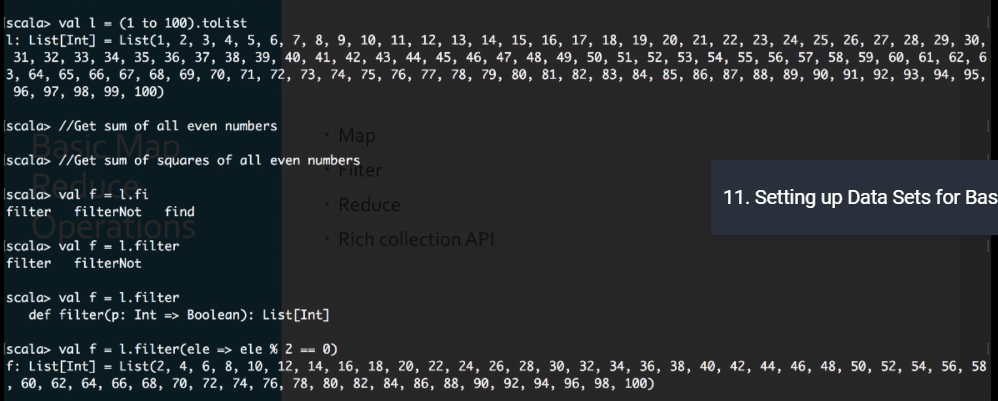 scala> val l = (1 to 100).toList
l: List[Int] = List(1, 2, 3, 4, 5, 6, 7, 8, 9, 10, 11, 12, 13, 14, 15, 16, 17, 18, 19, 20, 21, 22, 23, 24, 25, 26, 27, 28, 29, 30,
31, 32, 33, 34, 35, 36, 37, 38, 39, 40, 41, 42, 43, 44, 45, 46, 47, 48, 49, 50, 51, 52, 53, 54, 55, 56, 57, 58, 59, 60, 61, 62, 6
3, 64, 65, 66, 67, 68, 69, 70, 71, 72, 73, 74, 75, 76, 77, 78, 79, 80, 81, 82, 83, 84, 85, 86, 87, 88, 89, 90, 91, 92, 93, 94, 95,
96, 97, 98, 99, 100)
scala> //Get sum of all even numbers
scala> //Get sum of squares of all even numbers
scala> val f = l.fi
filter filterNot find
scala> val f = l.filter
filter filterNot
scala> val f = l.filter
def filter(p: Int => Boolean): List[Int]
scala> val f = l.filter(ele => ele % 2 == 0)
f: List[Int] = List(2, 4, 6, 8, 10, 12, 14, 16, 18, 20, 22, 24, 26, 28, 30, 32, 34, 36, 38, 40, 42, 44, 46, 48, 50, 52, 54, 56, 58
, 60, 62, 64, 66, 68, 70, 72, 74, 76, 78, 80, 82, 84, 86, 88, 90, 92, 94, 96, 98, 100)
Basic Map
Reduce
Operations
• Map
• Filter
• Reduce
• Rich collection API
11. Setting up Data Sets for Bas